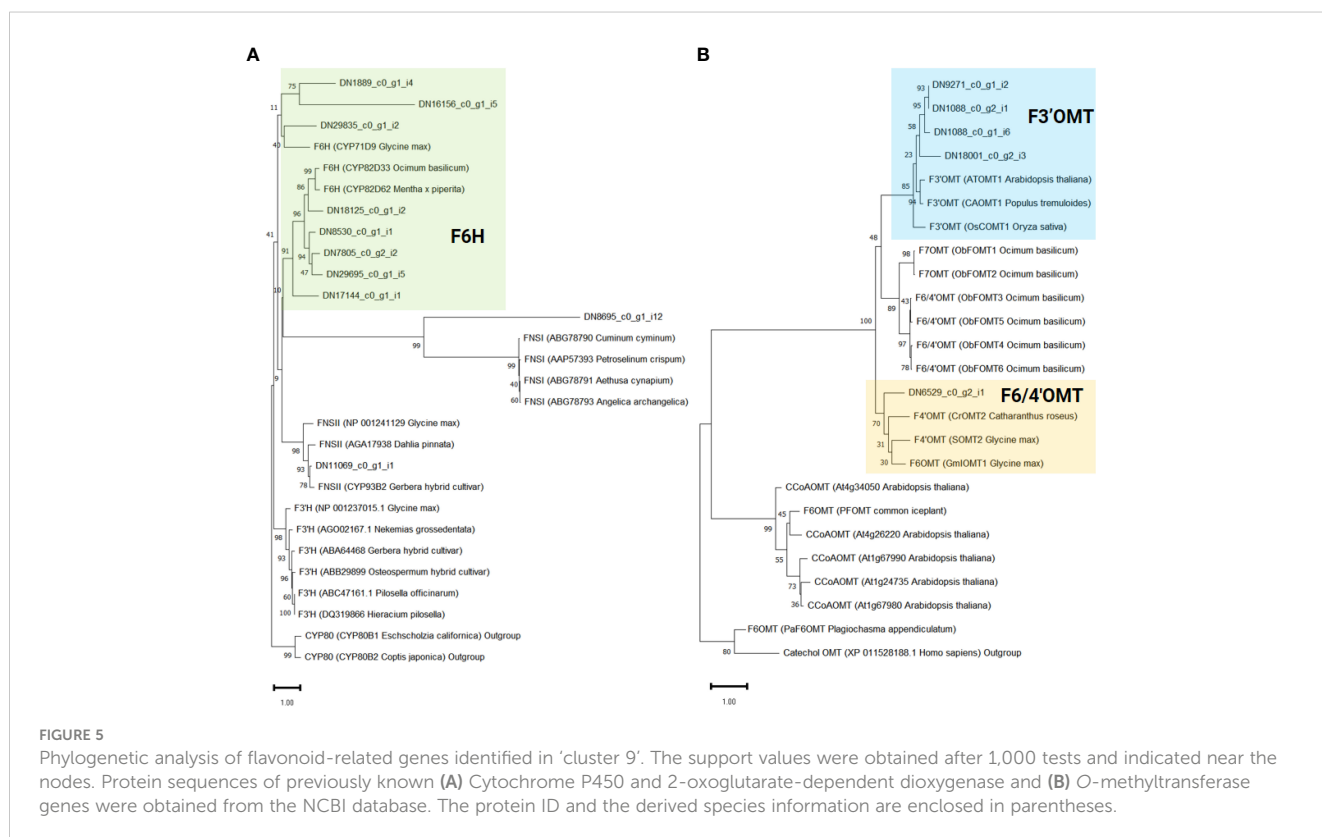 A
75
DN1889_c0_g1_i4
DN16156_c0_g1_i5
11
DN29835_c0_g1_i2
40
F6H (CYP71D9 Glycine max)
99
F6H (CYP82D33 Ocimum basilicum)
86
F6H (CYP82D62 Mentha x piperita)
96
DN18125_c0_g1_i2
41
DN8530_c0_g1_i1
F6H
91
94
DN7805_c0_g2_i2
47
DN29695_c0_g1_i5
10
DN17144_c0_g1_i1
DN8695_c0_g1_i12
99
FNSI (ABG78790 Cuminum cyminum)
99
FNSI (AAP57393 Petroselinum crispum)
9
40
FNSI (ABG78791 Aethusa cynapium)
60
FNSI (ABG78793 Angelica archangelica)
FNSII (NP 001241129 Glycine max)
98
FNSII (AGA17938 Dahlia pinnata)
93
DN11069_c0_g1_i1
78
FNSII (CYP93B2 Gerbera hybrid cultivar)
F3'H (NP 001237015.1 Glycine max)
98
F3'H (AGO02167.1 Nekemias grossedentata)
93
F3'H (ABA64468 Gerbera hybrid cultivar)
96
F3'H (ABB29899 Osteospermum hybrid cultivar)
60
F3'H (ABC47161.1 Pilosella officinarum)
100
F3'H (DQ319866 Hieracium pilosella)
CYP80 (CYP80B1 Eschscholzia californica) Outgroup
99
CYP80 (CYP80B2 Coptis japonica) Outgroup
1.00
B
93
DN9271_c0_g1_i2
95
DN1088_c0_g2_i1
F3'OMT
58
DN1088_c0_g1_i6
23
DN18001_c0_g2_i3
85
F3'OMT (ATOMT1 Arabidopsis thaliana)
94
F3'OMT (CAOMT1 Populus tremuloides)
F3'OMT (OsCOMT1 Oryza sativa)
48
98
F7OMT (ObFOMT1 Ocimum basilicum)
F7OMT (ObFOMT2 Ocimum basilicum)
43
F6/4'OMT (ObFOMT3 Ocimum basilicum)
89
F6/4'OMT (ObFOMT5 Ocimum basilicum)
100
97
F6/4'OMT (ObFOMT4 Ocimum basilicum)
78
F6/4'OMT (ObFOMT6 Ocimum basilicum)
DN6529_c0_g2_i1
F6/4'OMT
70
F4'OMT (CrOMT2 Catharanthus roseus)
31
F4'OMT (SOMT2 Glycine max)
30
F6OMT (GmIOMT1 Glycine max)
CCoAOMT (At4g34050 Arabidopsis thaliana)
45
F6OMT (PFOMT common iceplant)
99
CCoAOMT (At4g26220 Arabidopsis thaliana)
55
CCoAOMT (At1g67990 Arabidopsis thaliana)
73
CCoAOMT (At1g24735 Arabidopsis thaliana)
36
CCoAOMT (At1g67980 Arabidopsis thaliana)
F6OMT (PaF6OMT Plagiochasma appendiculatum)
80
Catechol OMT (XP 011528188.1 Homo sapiens) Outgroup
1.00
FIGURE 5
Phylogenetic analysis of flavonoid-related genes identified in ‘cluster 9’. The support values were obtained after 1,000 tests and indicated near the
nodes. Protein sequences of previously known (A) Cytochrome P450 and 2-oxoglutarate-dependent dioxygenase and (B) O-methyltransferase
genes were obtained from the NCBI database. The protein ID and the derived species information are enclosed in parentheses.